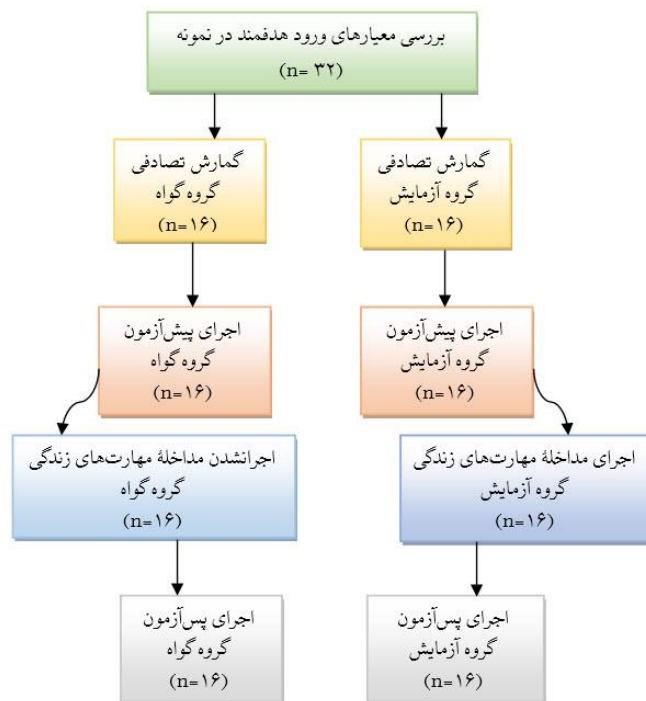 بررسی معیارهای ورود هدفمند در نمونه
(n= ۳۲)
گمارش تصادفی
گروه آزمایش
(n=۱۶)
گمارش تصادفی
گروه گواه
(n=۱۶)
اجرای پیش‌آزمون
گروه آزمایش
(n=۱۶)
اجرای پیش‌آزمون
گروه گواه
(n=۱۶)
اجرای مداخلهٔ مهارت‌های زندگی
گروه آزمایش
(n=۱۶)
اجرانشدن مداخلهٔ مهارت‌های زندگی
گروه گواه
(n=۱۶)
اجرای پس‌آزمون
گروه آزمایش
(n=۱۶)
اجرای پس‌آزمون
گروه گواه
(n=۱۶)